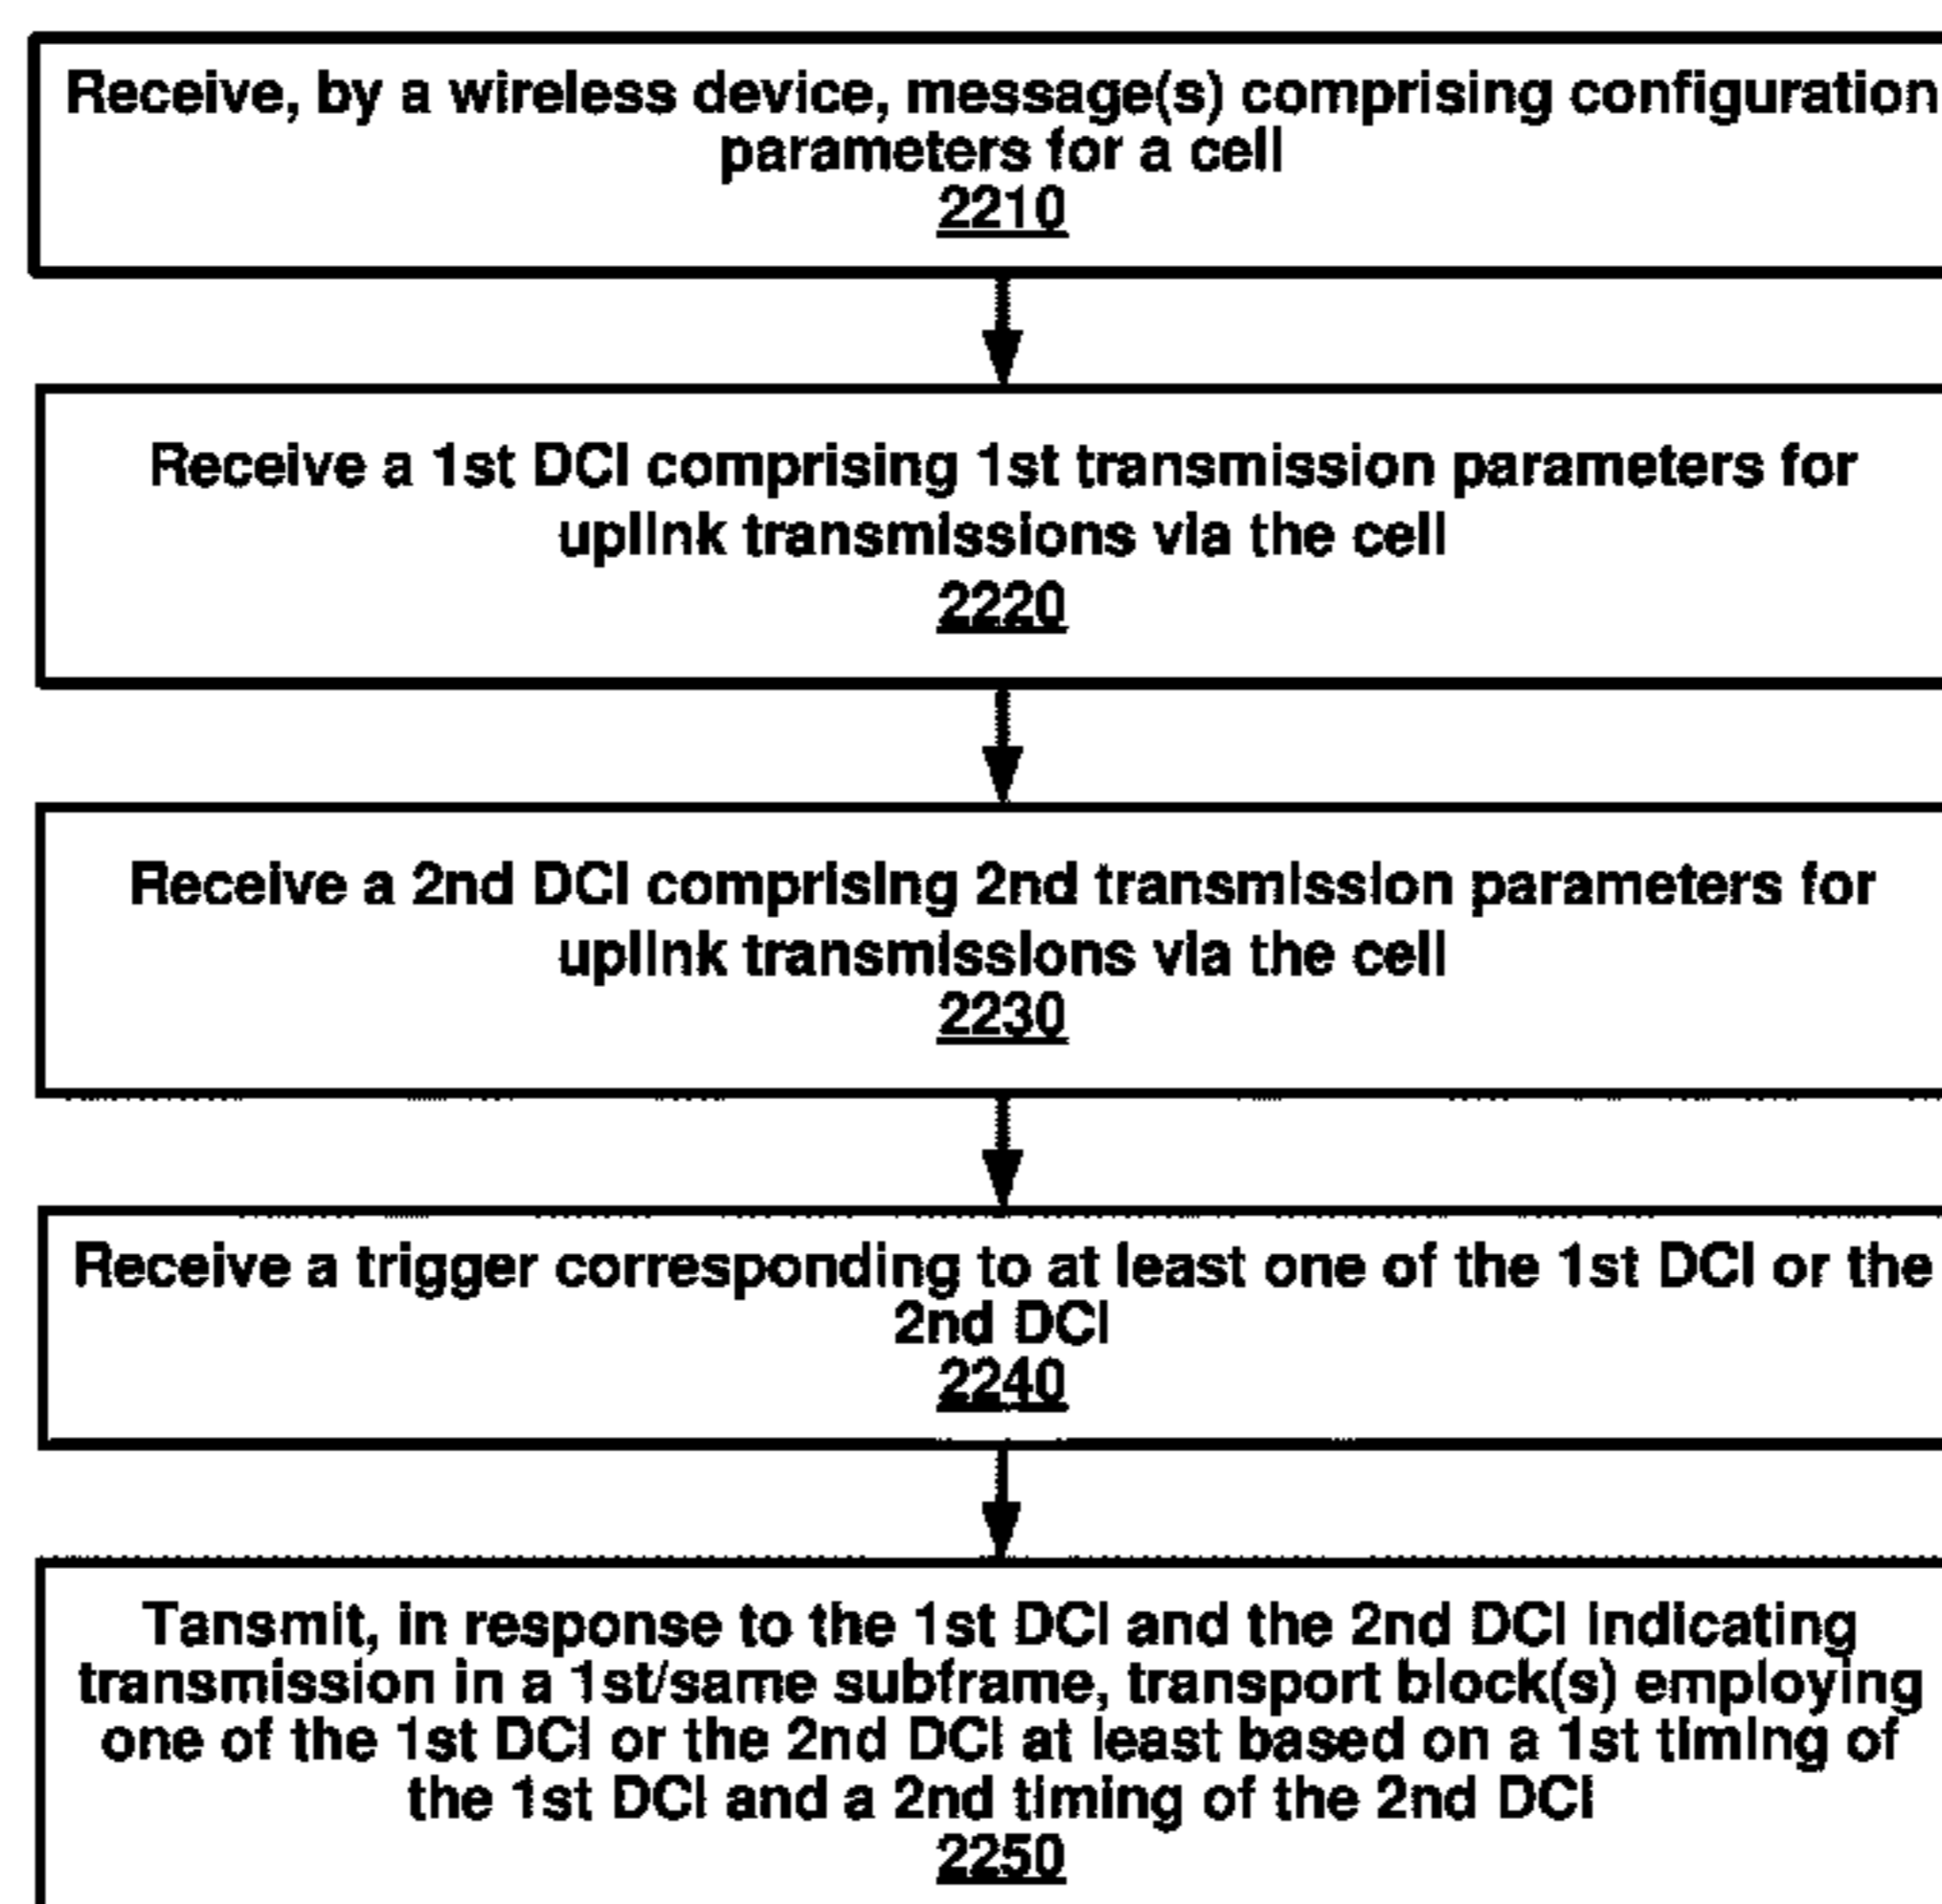 Receive, by a wireless device, message(s) comprising configuration
parameters for a cell
2210
Receive a 1st DCI comprising 1st transmission parameters for
uplink transmissions via the cell
2220
Receive a 2nd DCI comprising 2nd transmission parameters for
uplink transmissions via the cell
2230
Receive a trigger corresponding to at least one of the 1st DCI or the
2nd DCI
2240
Tansmit, in response to the 1st DCI and the 2nd DCI indicating
transmission in a 1st/same subframe, transport block(s) employing
one of the 1st DCI or the 2nd DCI at least based on a 1st timing of
the 1st DCI and a 2nd timing of the 2nd DCI
2250